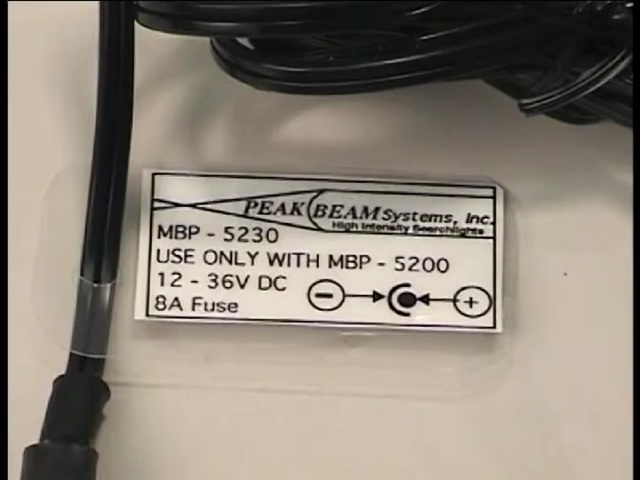 PEAK BEAM Systems, Inc.
High Intensity Searchlights
MBP - 5230
USE ONLY WITH MBP - 5200
12 - 36V DC
8A Fuse
- +